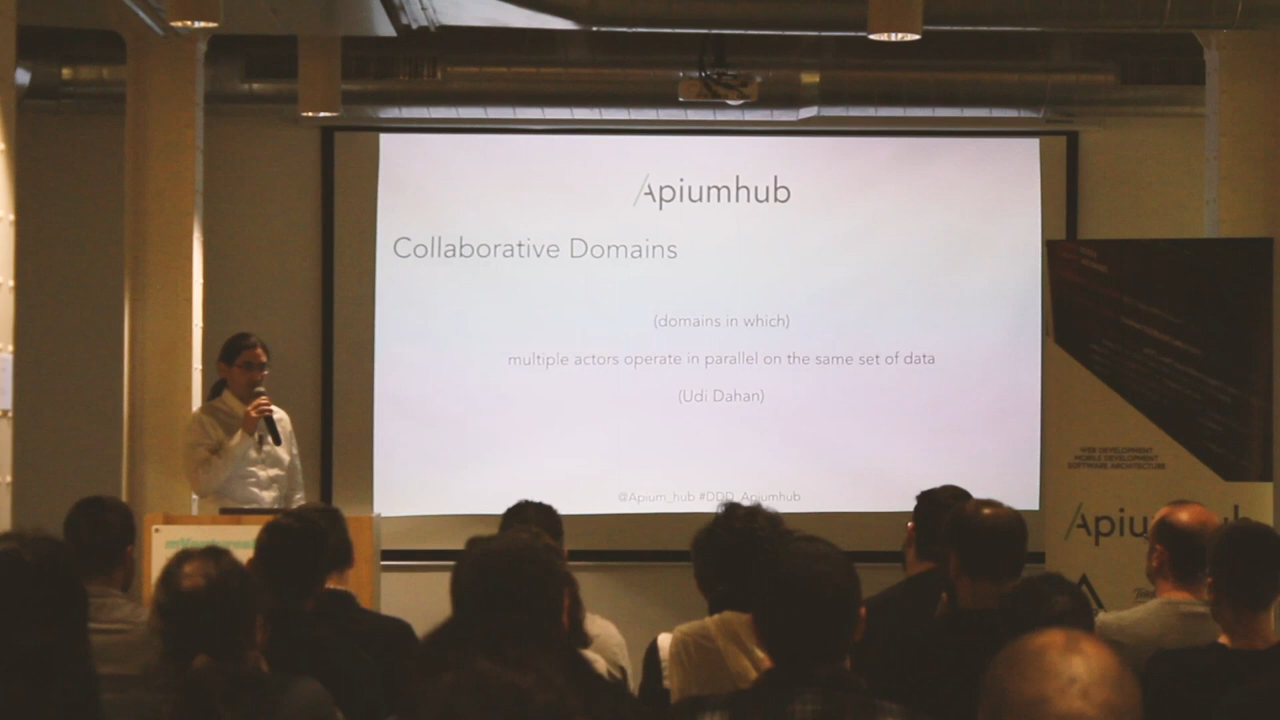 Apiumhub
Collaborative Domains
(domains in which)
multiple actors operate in parallel on the same set of data
(Udi Dahan)
@Apium_hub #DDD_Apiumhub
WEB DEVELOPMENT
MOBILE DEVELOPMENT
SOFTWARE ARCHITECTURE